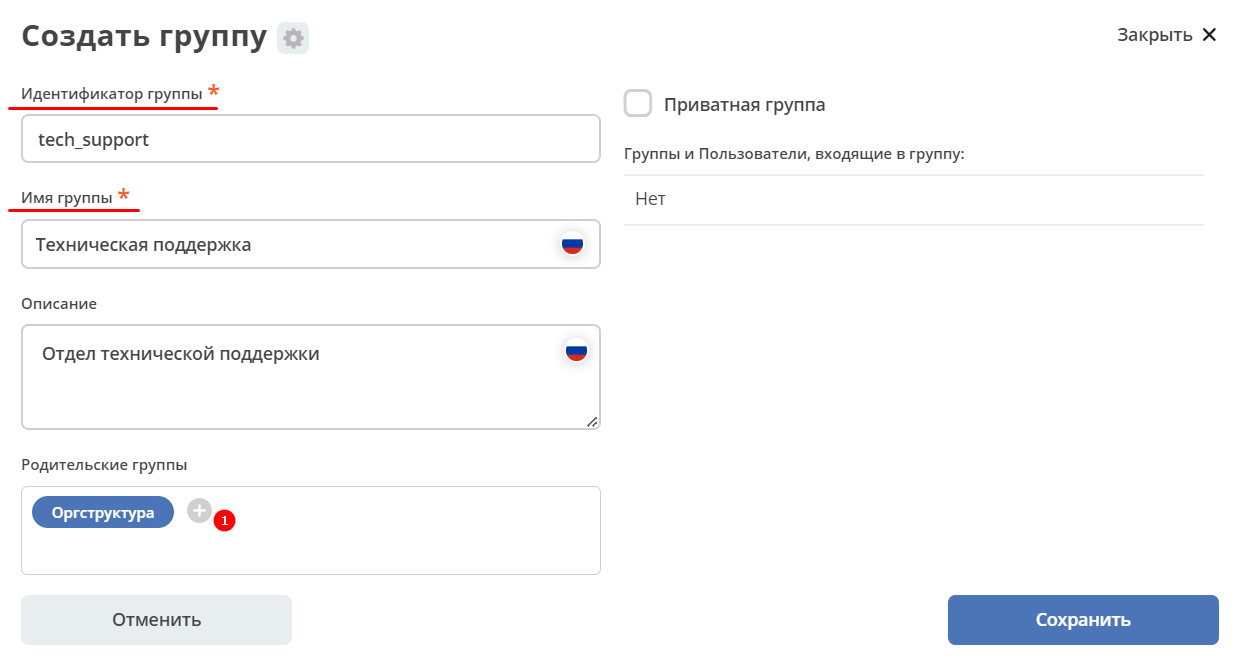 Создать группу
Закрыть
Идентификатор группы *
tech_support
Имя группы *
Техническая поддержка
Описание
Отдел технической поддержки
Родительские группы
Оргструктура
1
Приватная группа
Группы и Пользователи, входящие в группу:
Нет
Отменить
Сохранить